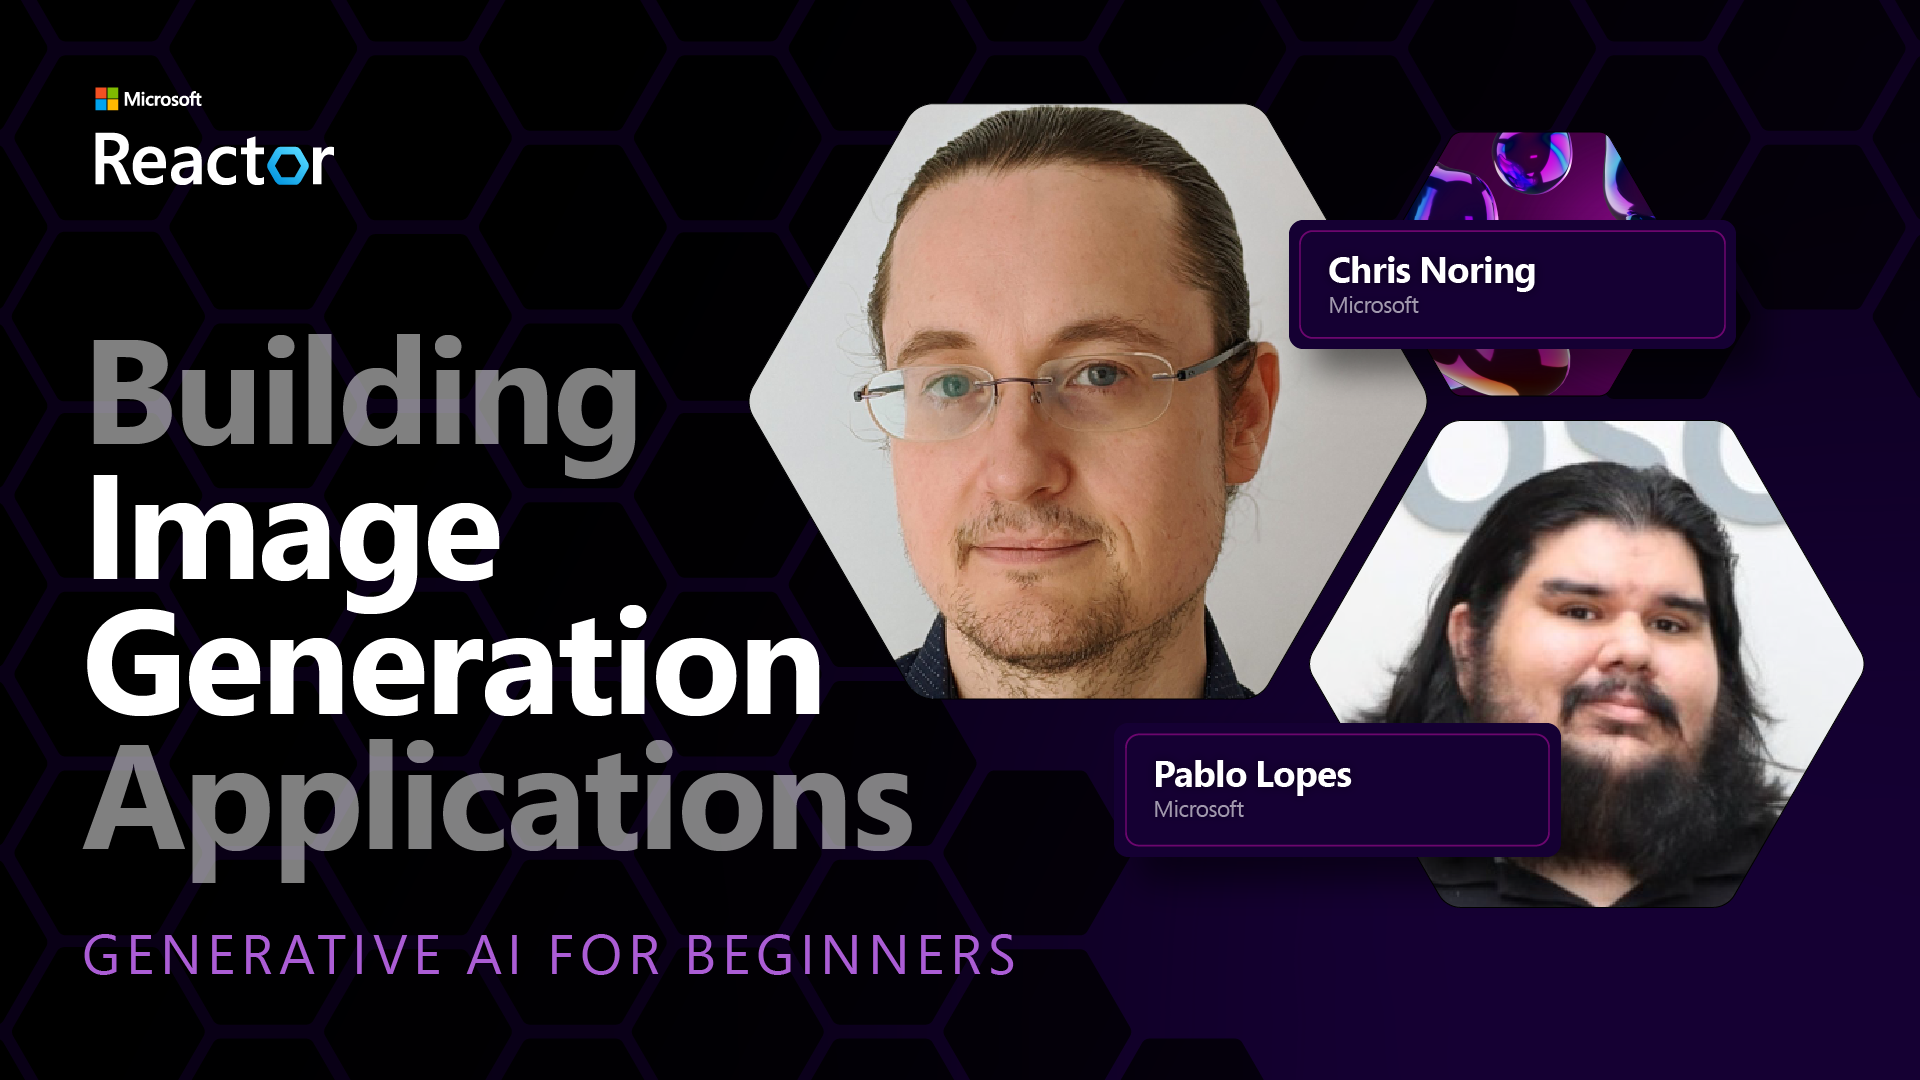 Microsoft
Reactor
Building
Image
Generation
Applications
GENERATIVE AI FOR BEGINNERS
Chris Noring
Microsoft
Pablo Lopes
Microsoft